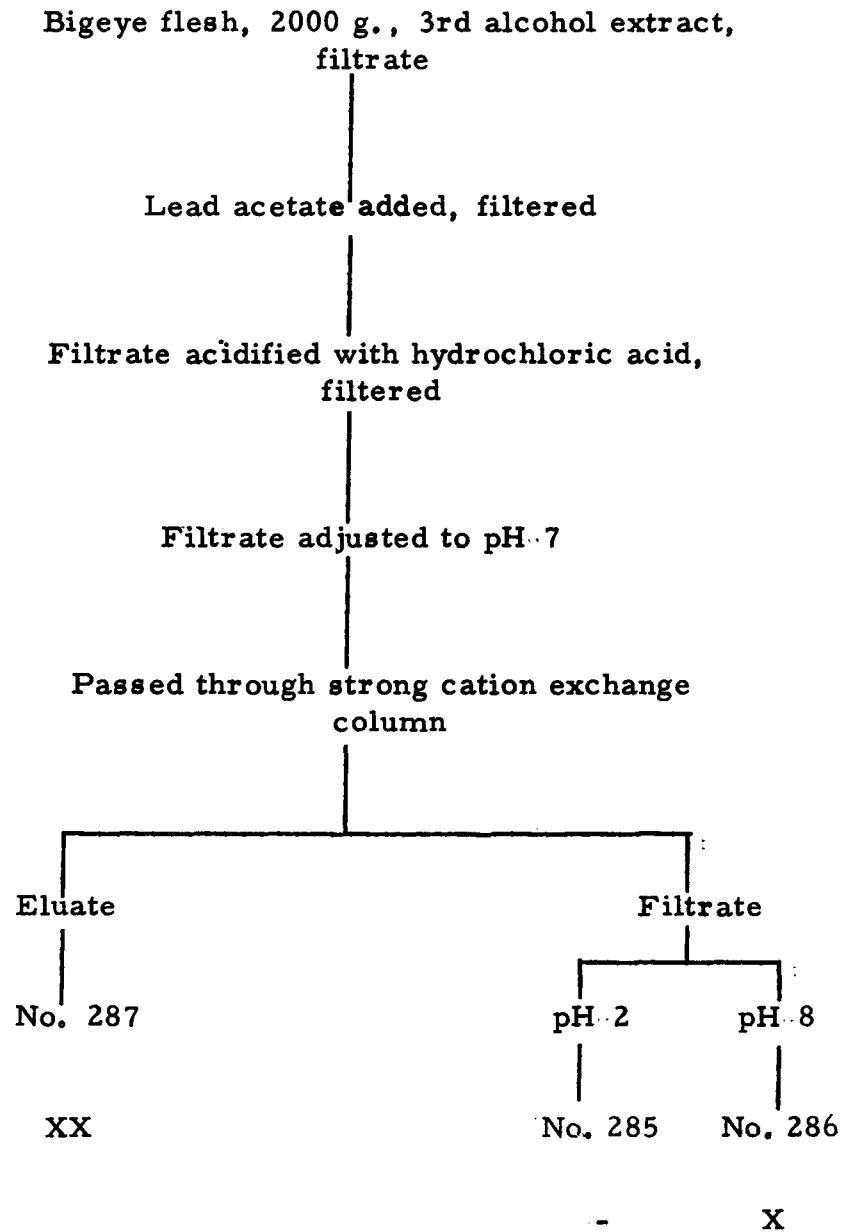 Bigeye flesh, 2000 g., 3rd alcohol extract,
filtrate
Lead acetate added, filtered
Filtrate acidified with hydrochloric acid,
filtered
Filtrate adjusted to pH 7
Passed through strong cation exchange
column
Eluate
Filtrate
No. 287
pH 2
pH 8
XX
No. 285
No. 286
-
X